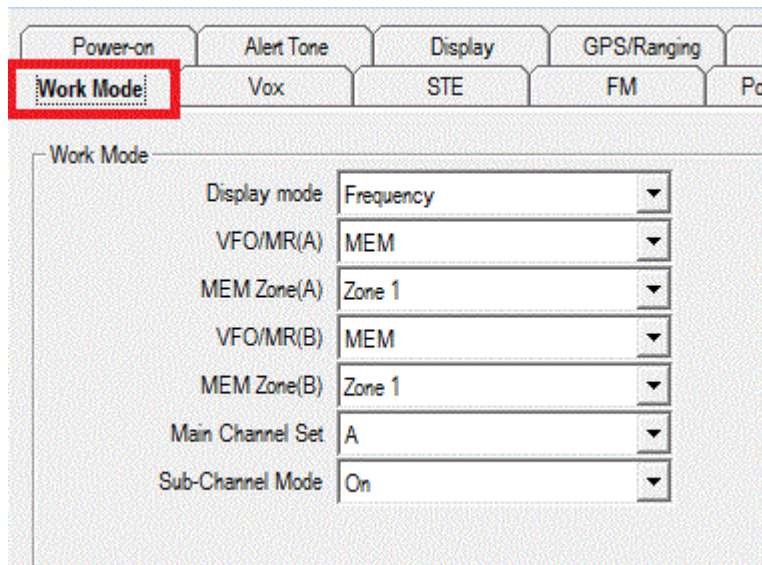 Power-on Alert Tone Display GPS/Ranging
Work Mode Vox STE FM
Work Mode
Display mode Frequency
VFO/MR(A) MEM
MEM Zone(A) Zone 1
VFO/MR(B) MEM
MEM Zone(B) Zone 1
Main Channel Set A
Sub-Channel Mode On